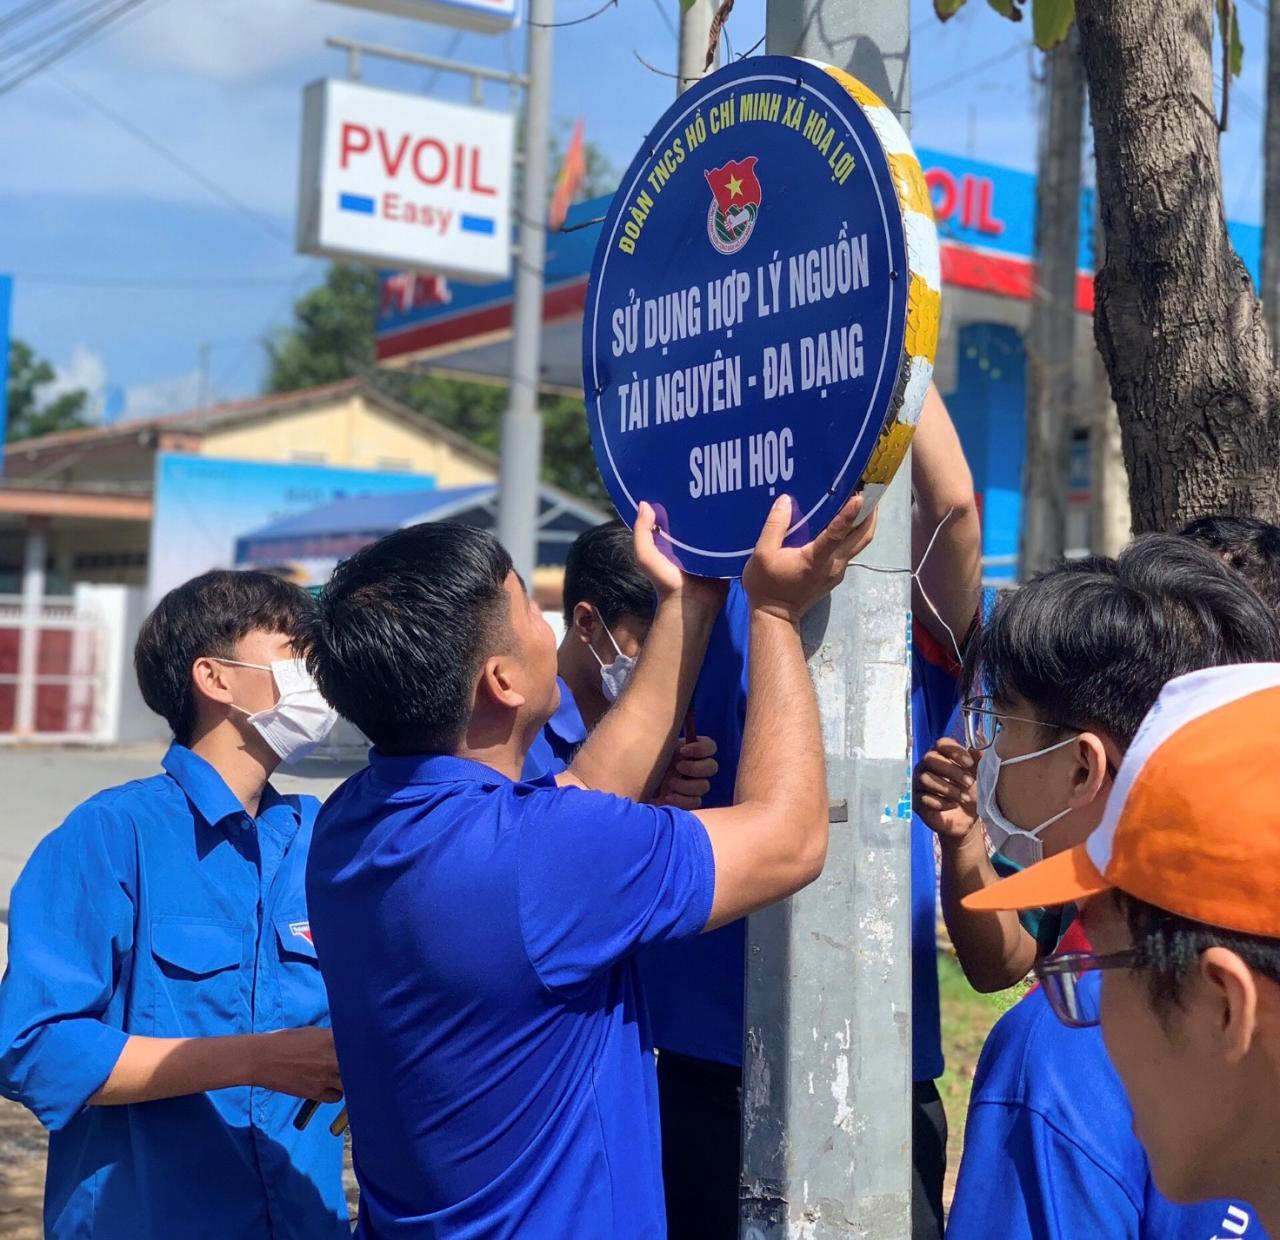 PVOIL
Easy
OIL
ĐOÀN TNCS HỒ CHÍ MINH XÃ HÒA LỢI
SỬ DỤNG HỢP LÝ NGUỒN
TÀI NGUYÊN - ĐA DẠNG
SINH HỌC